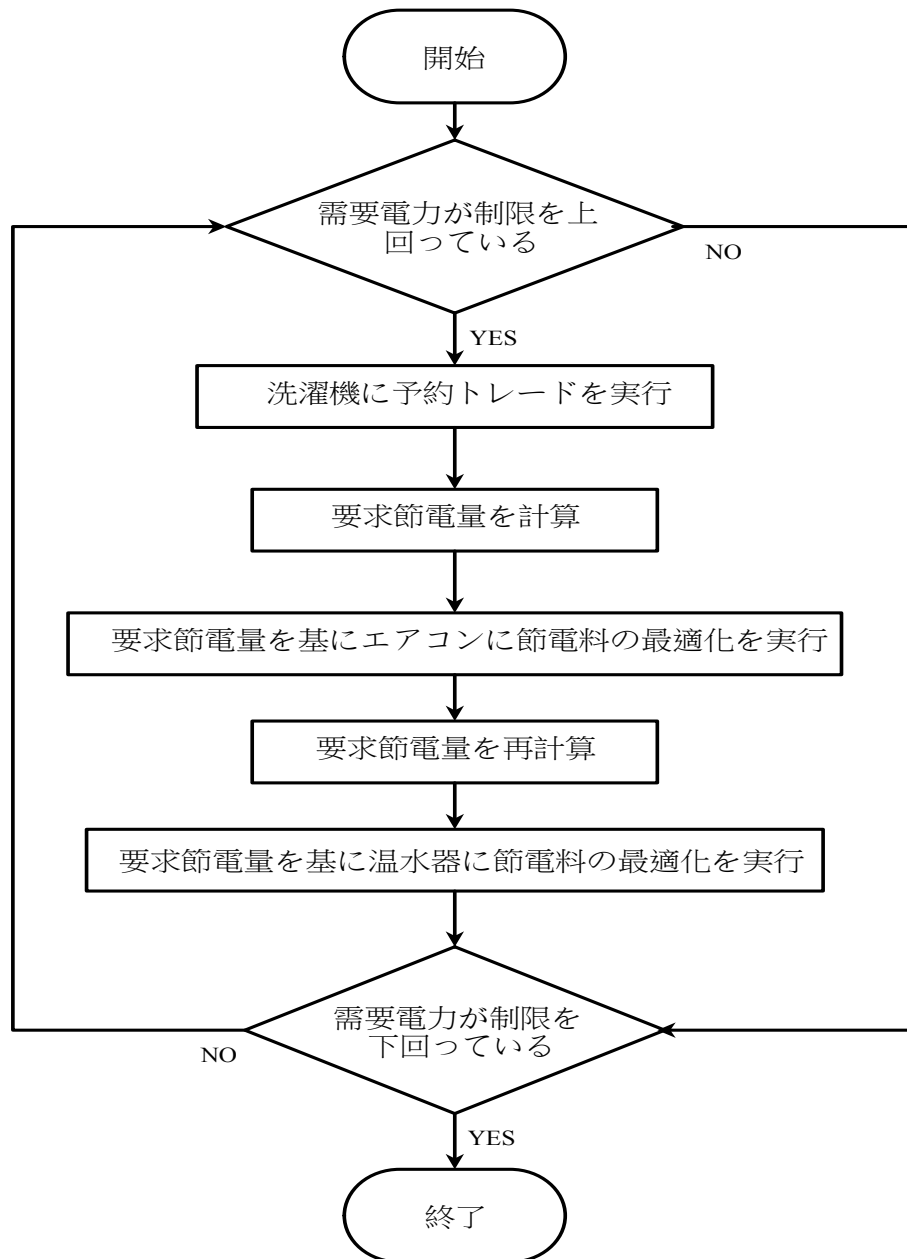 開始
需要電力が制限を上
回っている
NO
YES
洗濯機に予約トレードを実行
要求節電量を計算
要求節電量を基にエアコンに節電料の最適化を実行
要求節電量を再計算
要求節電量を基に温水器に節電料の最適化を実行
需要電力が制限を
下回っている
NO
YES
終了